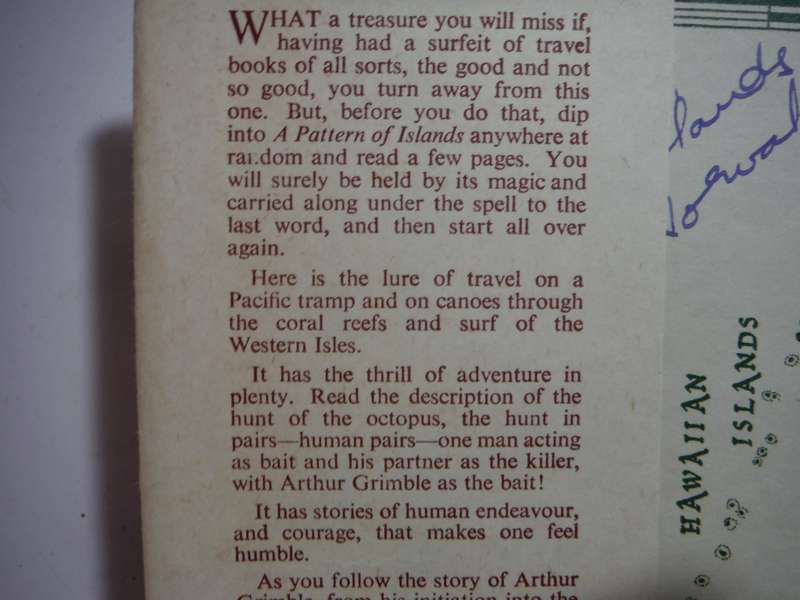 WHAT a treasure you will miss if,
having had a surfeit of travel
books of all sorts, the good and not
so good, you turn away from this
one. But, before you do that, dip
into A Pattern of Islands anywhere at
random and read a few pages. You
will surely be held by its magic and
carried along under the spell to the
last word, and then start all over
again.
Here is the lure of travel on a
Pacific tramp and on canoes through
the coral reefs and surf of the
Western Isles.
It has the thrill of adventure in
plenty. Read the description of the
hunt of the octopus, the hunt in
pairs—human pairs—one man acting
as bait and his partner as the killer,
with Arthur Grimble as the bait!
It has stories of human endeavour,
and courage, that makes one feel
humble.
As you follow the story of Arthur
Grimble, from his initiation into the
HAWAIIAN
ISLANDS